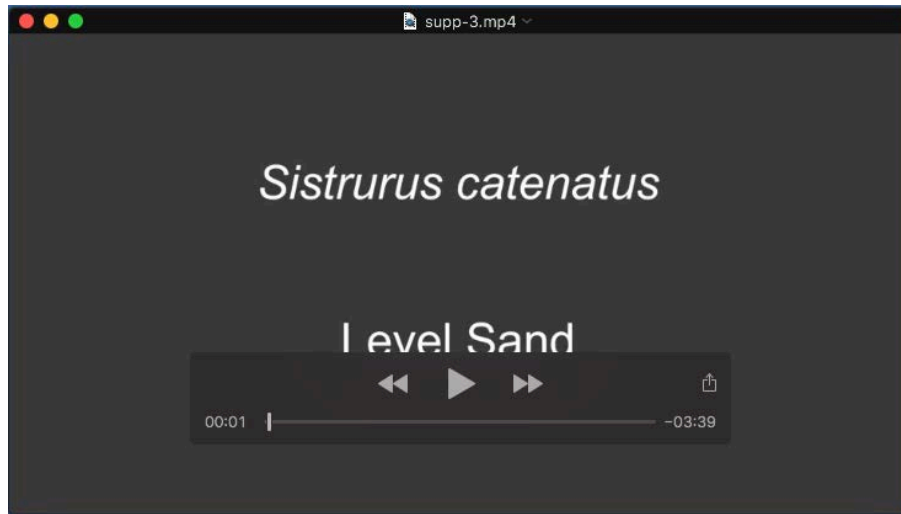 supp-3.mp4
Sistrurus catenatus
Level Sand
00:01 -03:39